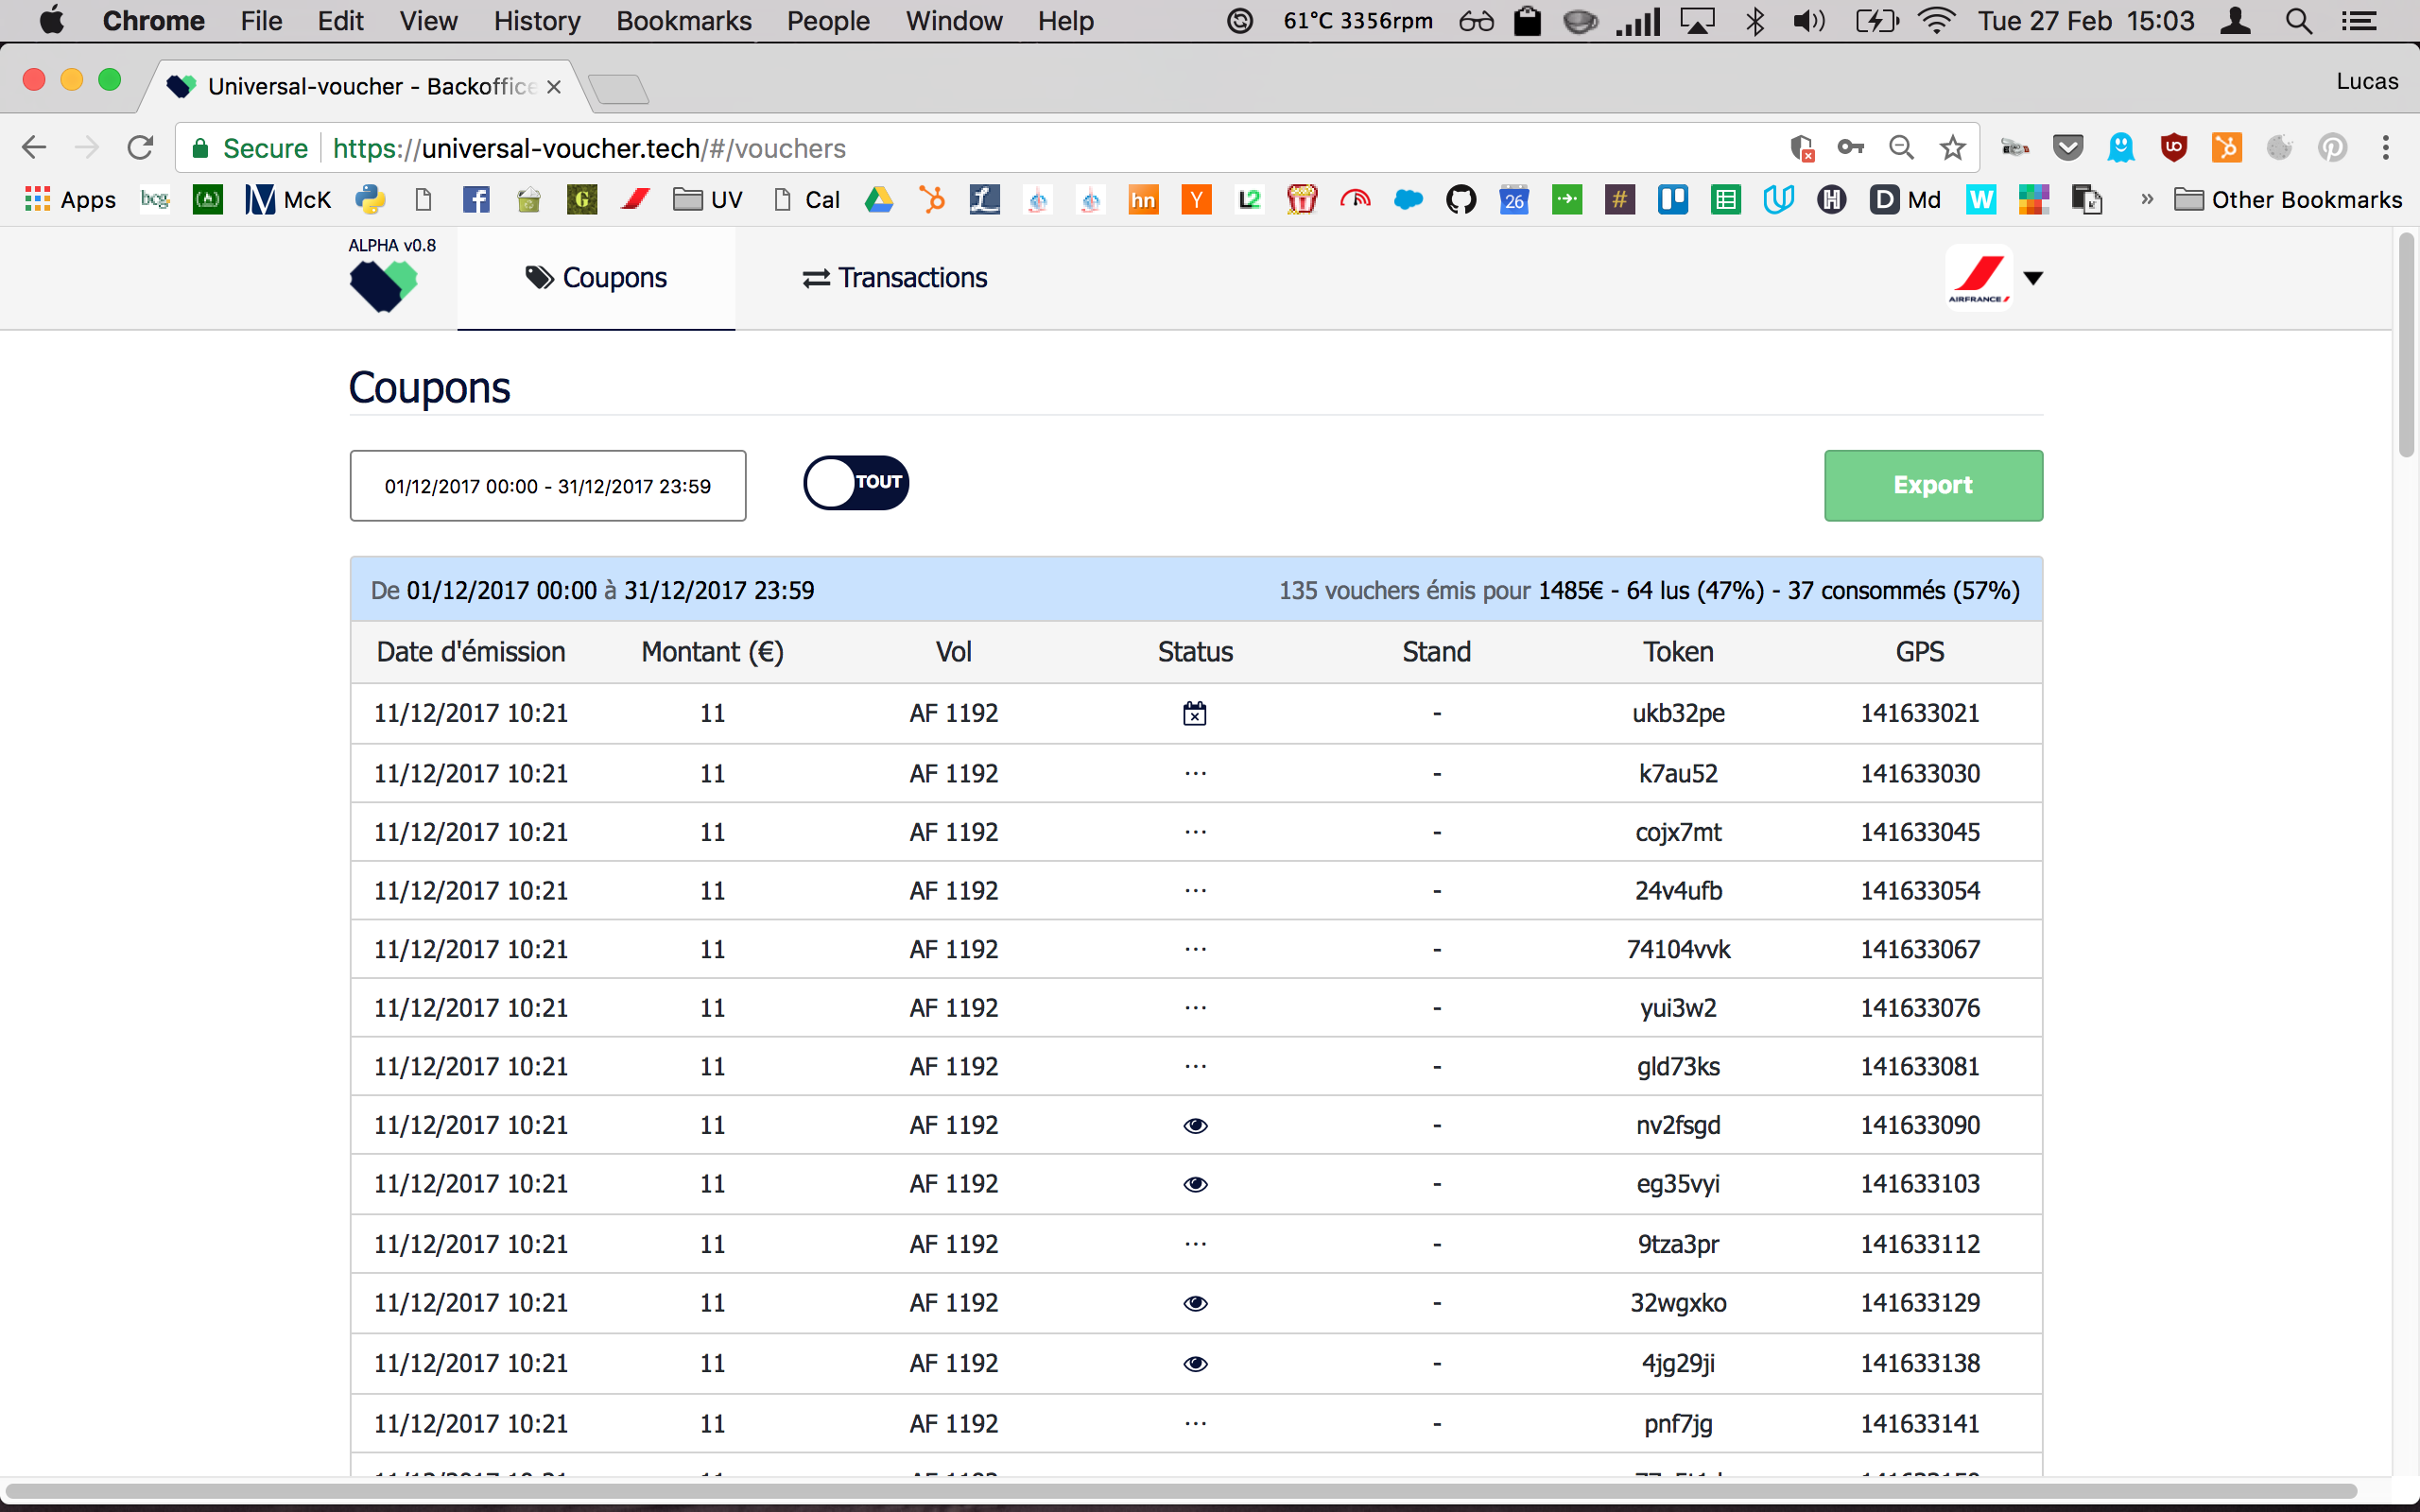 Chrome File Edit View History Bookmarks People Window Help 61°C 3356rpm Tue 27 Feb 15:03
Universal-voucher - Backoffice Lucas
Secure https://universal-voucher.tech/#/vouchers
Apps bcg McK G UV Cal L hn Y L2 26 # H D Md W » Other Bookmarks
ALPHA v0.8
Coupons Transactions AIRFRANCE
Coupons
01/12/2017 00:00 - 31/12/2017 23:59 TOUT Export
De 01/12/2017 00:00 à 31/12/2017 23:59 135 vouchers émis pour 1485€ - 64 lus (47%) - 37 consommés (57%)
Date d'émission Montant (€) Vol Status Stand Token GPS
11/12/2017 10:21 11 AF 1192 - ukb32pe 141633021
11/12/2017 10:21 11 AF 1192 ... - k7au52 141633030
11/12/2017 10:21 11 AF 1192 ... - cojx7mt 141633045
11/12/2017 10:21 11 AF 1192 ... - 24v4ufb 141633054
11/12/2017 10:21 11 AF 1192 ... - 74104vvk 141633067
11/12/2017 10:21 11 AF 1192 ... - yui3w2 141633076
11/12/2017 10:21 11 AF 1192 ... - gld73ks 141633081
11/12/2017 10:21 11 AF 1192 - nv2fsgd 141633090
11/12/2017 10:21 11 AF 1192 - eg35vyi 141633103
11/12/2017 10:21 11 AF 1192 ... - 9tza3pr 141633112
11/12/2017 10:21 11 AF 1192 - 32wgxko 141633129
11/12/2017 10:21 11 AF 1192 - 4jg29ji 141633138
11/12/2017 10:21 11 AF 1192 ... - pnf7jg 141633141